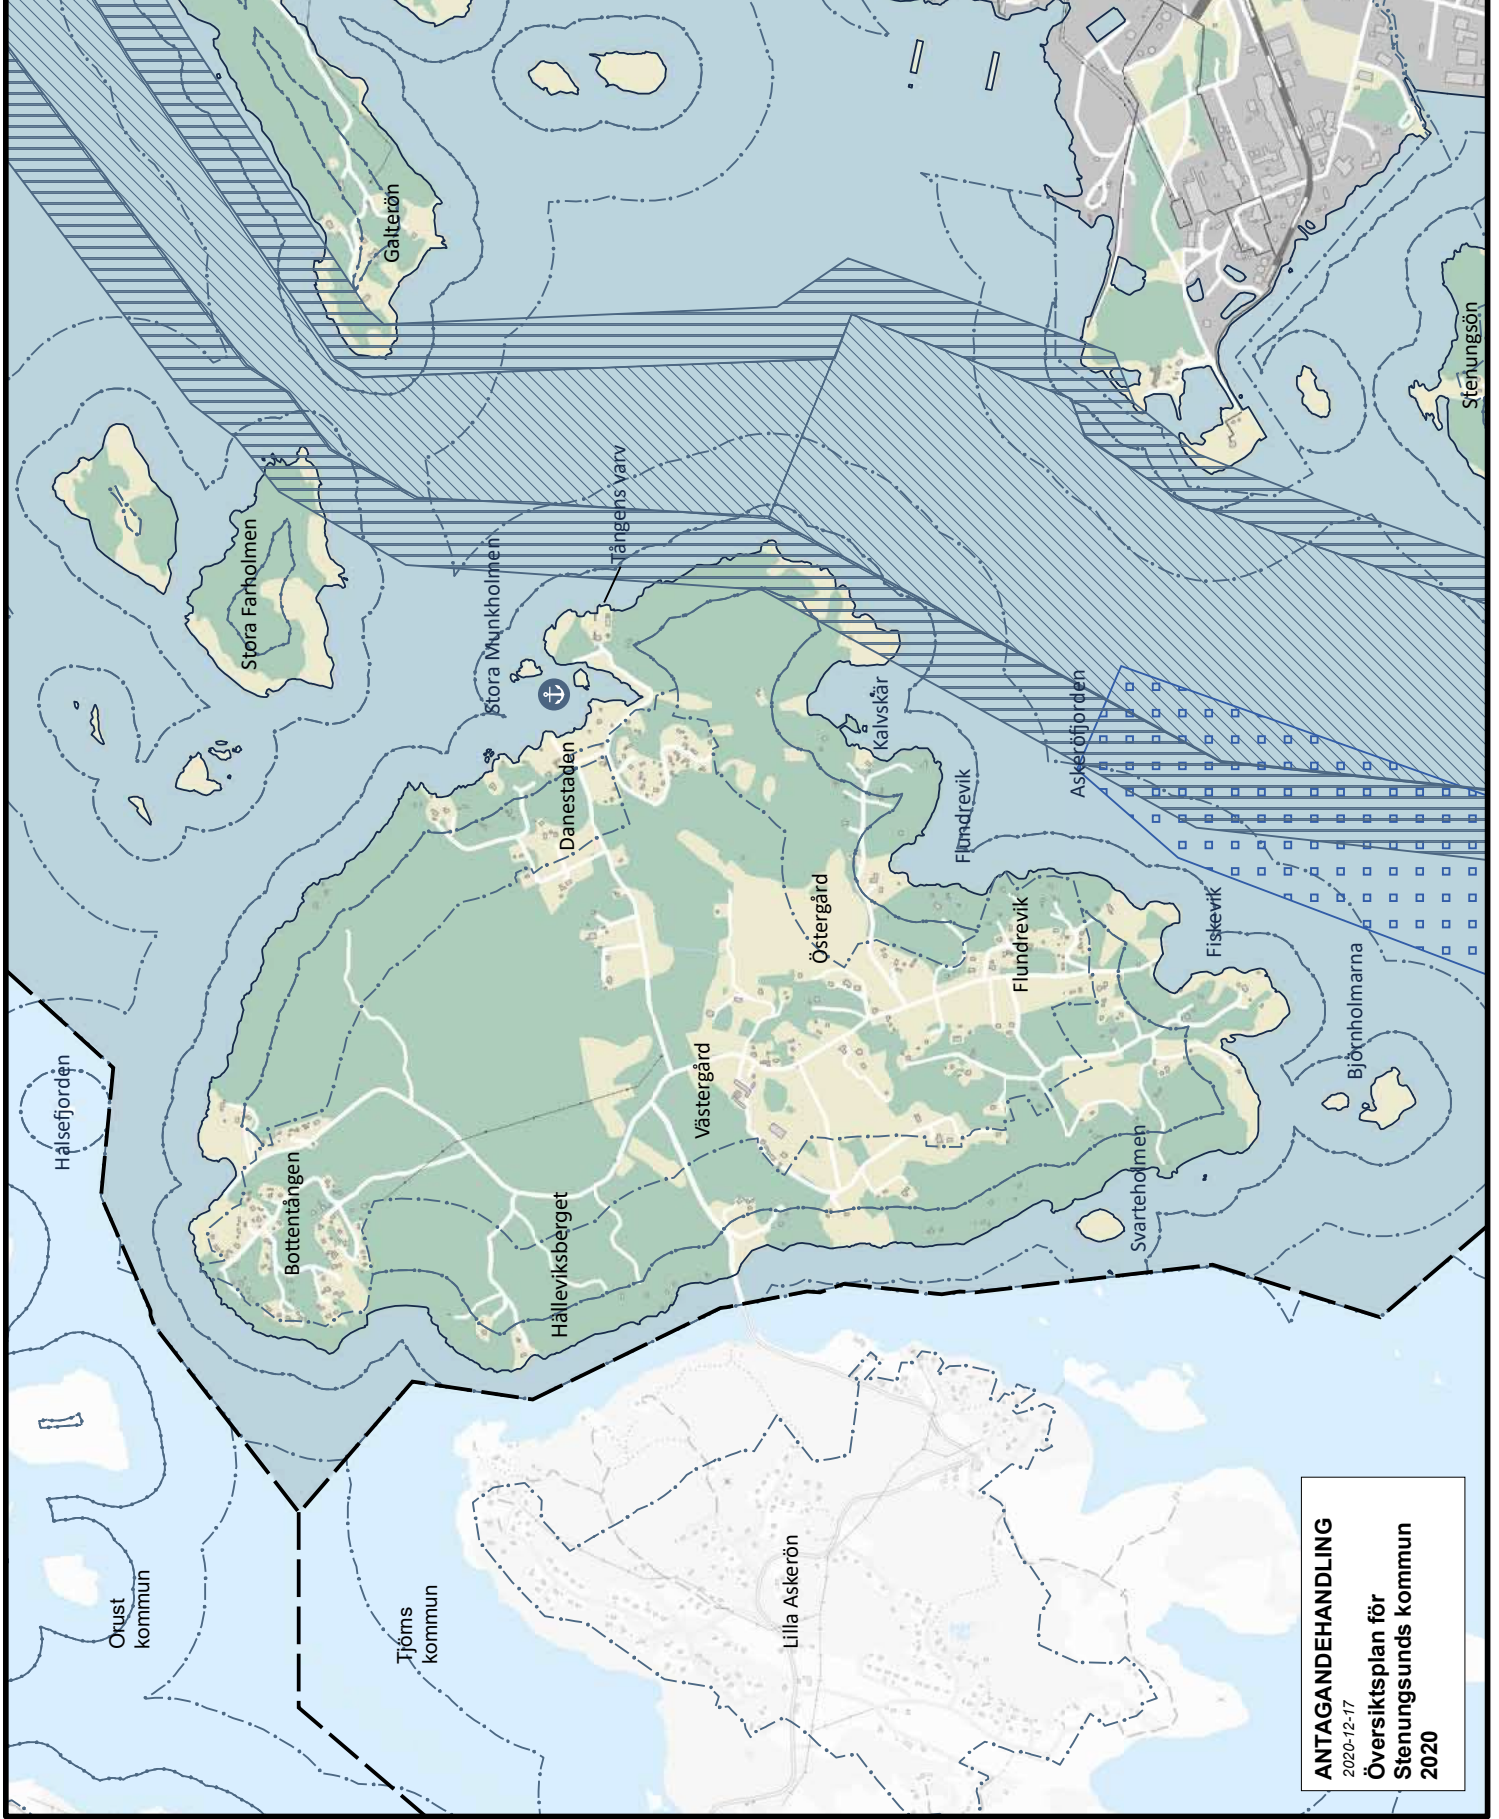 Halsefjorden
Orust
kommun
Tjörns
kommun
Bottentången
Stora Farholmen
Galterön
Stora Munkholmen
Tångens varv
Hälleviksberget
Danestaden
Västergård
Lilla Askerön
Östergård
Kalvskär
Flundrevik
Flundrevik
Askeröfjorden
Svarteholmen
Fiskevik
Björnholmarna
Stenungsön
ANTAGANDEHANDLING
2020-12-17
Översiktsplan för
Stenungsunds kommun
2020